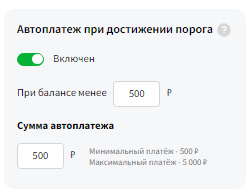 Автоплатеж при достижении порога ?
Включен
При балансе менее 500 ₽
Сумма автоплатежа
500 ₽
Минимальный платёж - 500 ₽
Максимальный платёж - 5 000 ₽